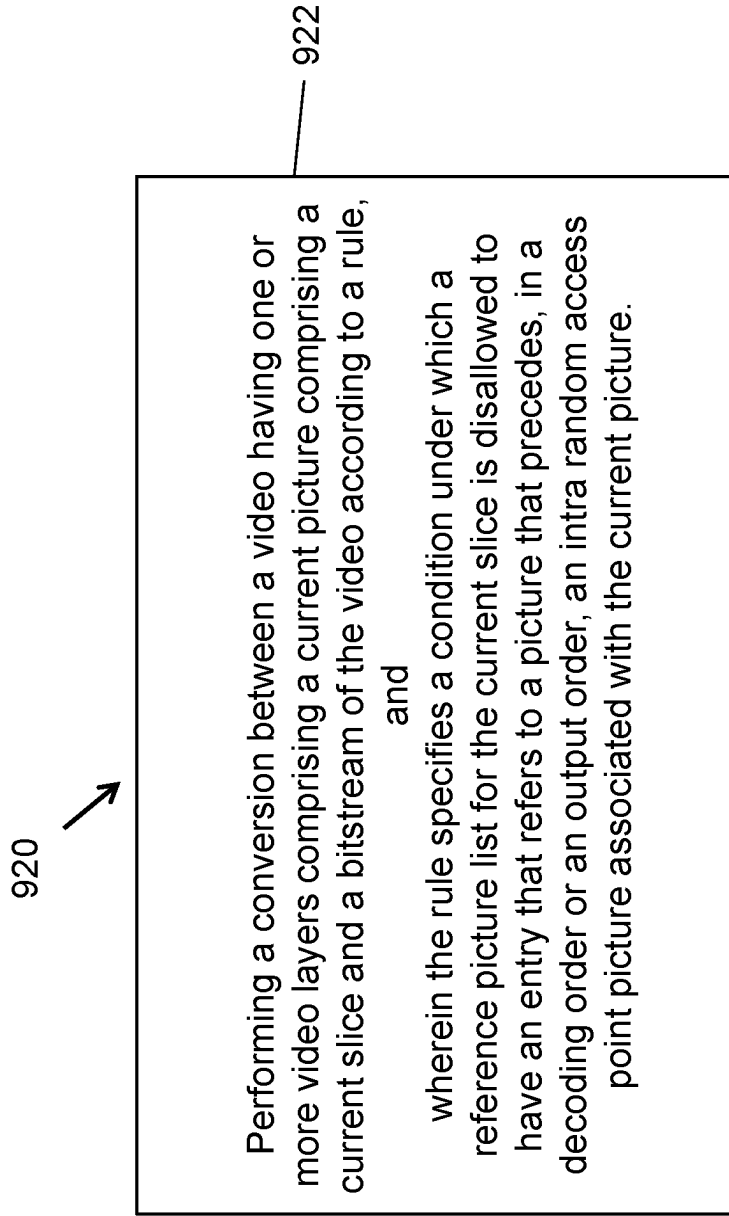 920
922
Performing a conversion between a video having one or
more video layers comprising a current picture comprising a
current slice and a bitstream of the video according to a rule,
and
wherein the rule specifies a condition under which a
reference picture list for the current slice is disallowed to
have an entry that refers to a picture that precedes, in a
decoding order or an output order, an intra random access
point picture associated with the current picture.